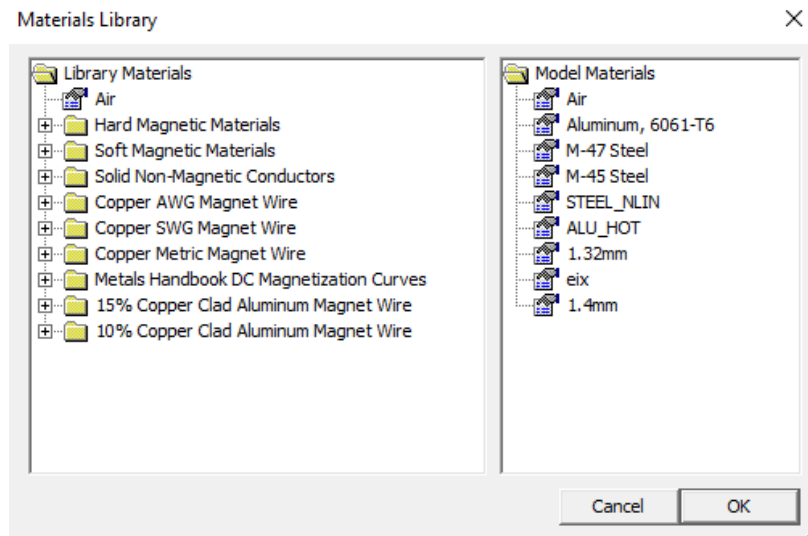 Materials Library
Library Materials
Air
Hard Magnetic Materials
Soft Magnetic Materials
Solid Non-Magnetic Conductors
Copper AWG Magnet Wire
Copper SWG Magnet Wire
Copper Metric Magnet Wire
Metals Handbook DC Magnetization Curves
15% Copper Clad Aluminum Magnet Wire
10% Copper Clad Aluminum Magnet Wire
Model Materials
Air
Aluminum, 6061-T6
M-47 Steel
M-45 Steel
STEEL_NLIN
ALU_HOT
1.32mm
eix
1.4mm
Cancel
OK